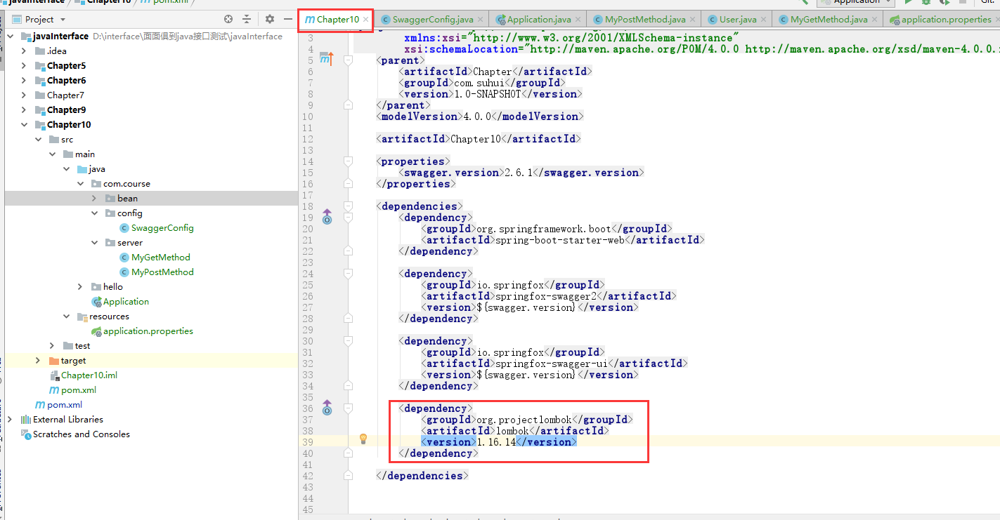 javaInterface
Chapter10
pom.xml
Application
Git:
Project
javaInterface D:\interface\面面俱到java接口测试\javaInterface
.idea
Chapter5
Chapter6
Chapter7
Chapter9
Chapter10
src
main
java
com.course
bean
config
SwaggerConfig
server
MyGetMethod
MyPostMethod
hello
Application
resources
application.properties
test
target
Chapter10.iml
pom.xml
pom.xml
External Libraries
Scratches and Consoles
Chapter10
SwaggerConfig.java
Application.java
MyPostMethod.java
User.java
MyGetMethod.java
application.properties
3 xmlns:xsi="http://www.w3.org/2001/XMLSchema-instance"
4 xsi:schemaLocation="http://maven.apache.org/POM/4.0.0 http://maven.apache.org/xsd/maven-4.0.0.
5 <parent>
6 <artifactId>Chapter</artifactId>
7 <groupId>com.suhui</groupId>
8 <version>1.0-SNAPSHOT</version>
9 </parent>
10 <modelVersion>4.0.0</modelVersion>
11
12 <artifactId>Chapter10</artifactId>
13
14 <properties>
15 <swagger.version>2.6.1</swagger.version>
16 </properties>
17
18 <dependencies>
19 <dependency>
20 <groupId>org.springframework.boot</groupId>
21 <artifactId>spring-boot-starter-web</artifactId>
22 </dependency>
23
24 <dependency>
25 <groupId>io.springfox</groupId>
26 <artifactId>springfox-swagger2</artifactId>
27 <version>${swagger.version}</version>
28 </dependency>
29
30 <dependency>
31 <groupId>io.springfox</groupId>
32 <artifactId>springfox-swagger-ui</artifactId>
33 <version>${swagger.version}</version>
34 </dependency>
35
36 <dependency>
37 <groupId>org.projectlombok</groupId>
38 <artifactId>lombok</artifactId>
39 <version>1.16.14</version>
40 </dependency>
41
42 </dependencies>
43
44
45